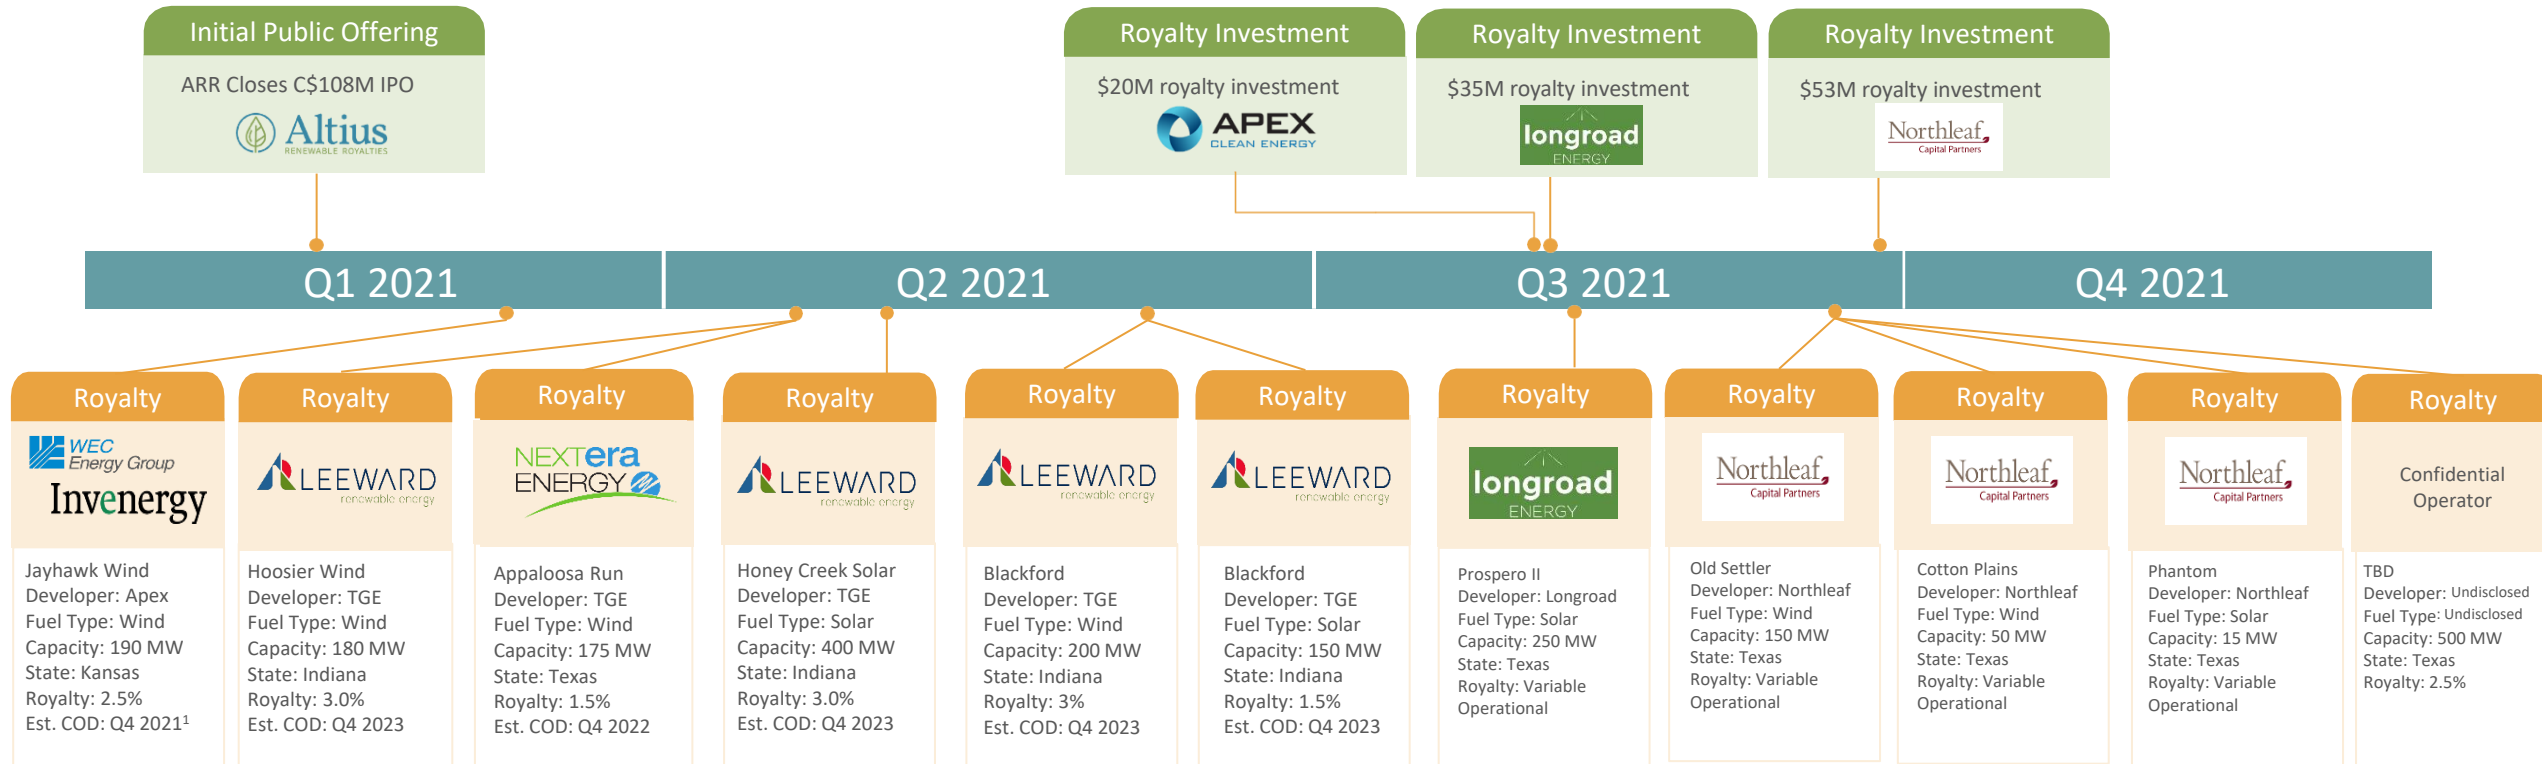 Initial Public Offering
ARR Closes C$108M IPO
Altius
RENEWABLE ROYALTIES
Royalty Investment
$20M royalty investment
APEX
CLEAN ENERGY
Royalty Investment
$35M royalty investment
longroad
ENERGY
Royalty Investment
$53M royalty investment
Northleaf
Capital Partners
Q1 2021
Q2 2021
Q3 2021
Q4 2021
Royalty
WEC
Energy Group
Invenergy
Jayhawk Wind
Developer: Apex
Fuel Type: Wind
Capacity: 190 MW
State: Kansas
Royalty: 2.5%
Est. COD: Q4 2021¹
Royalty
LEEWARD
renewable energy
Hoosier Wind
Developer: TGE
Fuel Type: Wind
Capacity: 180 MW
State: Indiana
Royalty: 3.0%
Est. COD: Q4 2023
Royalty
NEXTera
ENERGY
Appaloosa Run
Developer: TGE
Fuel Type: Wind
Capacity: 175 MW
State: Texas
Royalty: 1.5%
Est. COD: Q4 2022
Royalty
LEEWARD
renewable energy
Honey Creek Solar
Developer: TGE
Fuel Type: Solar
Capacity: 400 MW
State: Indiana
Royalty: 3.0%
Est. COD: Q4 2023
Royalty
LEEWARD
renewable energy
Blackford
Developer: TGE
Fuel Type: Wind
Capacity: 200 MW
State: Indiana
Royalty: 3%
Est. COD: Q4 2023
Royalty
LEEWARD
renewable energy
Blackford
Developer: TGE
Fuel Type: Solar
Capacity: 150 MW
State: Indiana
Royalty: 1.5%
Est. COD: Q4 2023
Royalty
longroad
ENERGY
Prospero II
Developer: Longroad
Fuel Type: Solar
Capacity: 250 MW
State: Texas
Royalty: Variable
Operational
Royalty
Northleaf
Capital Partners
Old Settler
Developer: Northleaf
Fuel Type: Wind
Capacity: 150 MW
State: Texas
Royalty: Variable
Operational
Royalty
Northleaf
Capital Partners
Cotton Plains
Developer: Northleaf
Fuel Type: Wind
Capacity: 50 MW
State: Texas
Royalty: Variable
Operational
Royalty
Northleaf
Capital Partners
Phantom
Developer: Northleaf
Fuel Type: Solar
Capacity: 15 MW
State: Texas
Royalty: Variable
Operational
Royalty
Confidential
Operator
TBD
Developer: Undisclosed
Fuel Type: Undisclosed
Capacity: 500 MW
State: Texas
Royalty: 2.5%